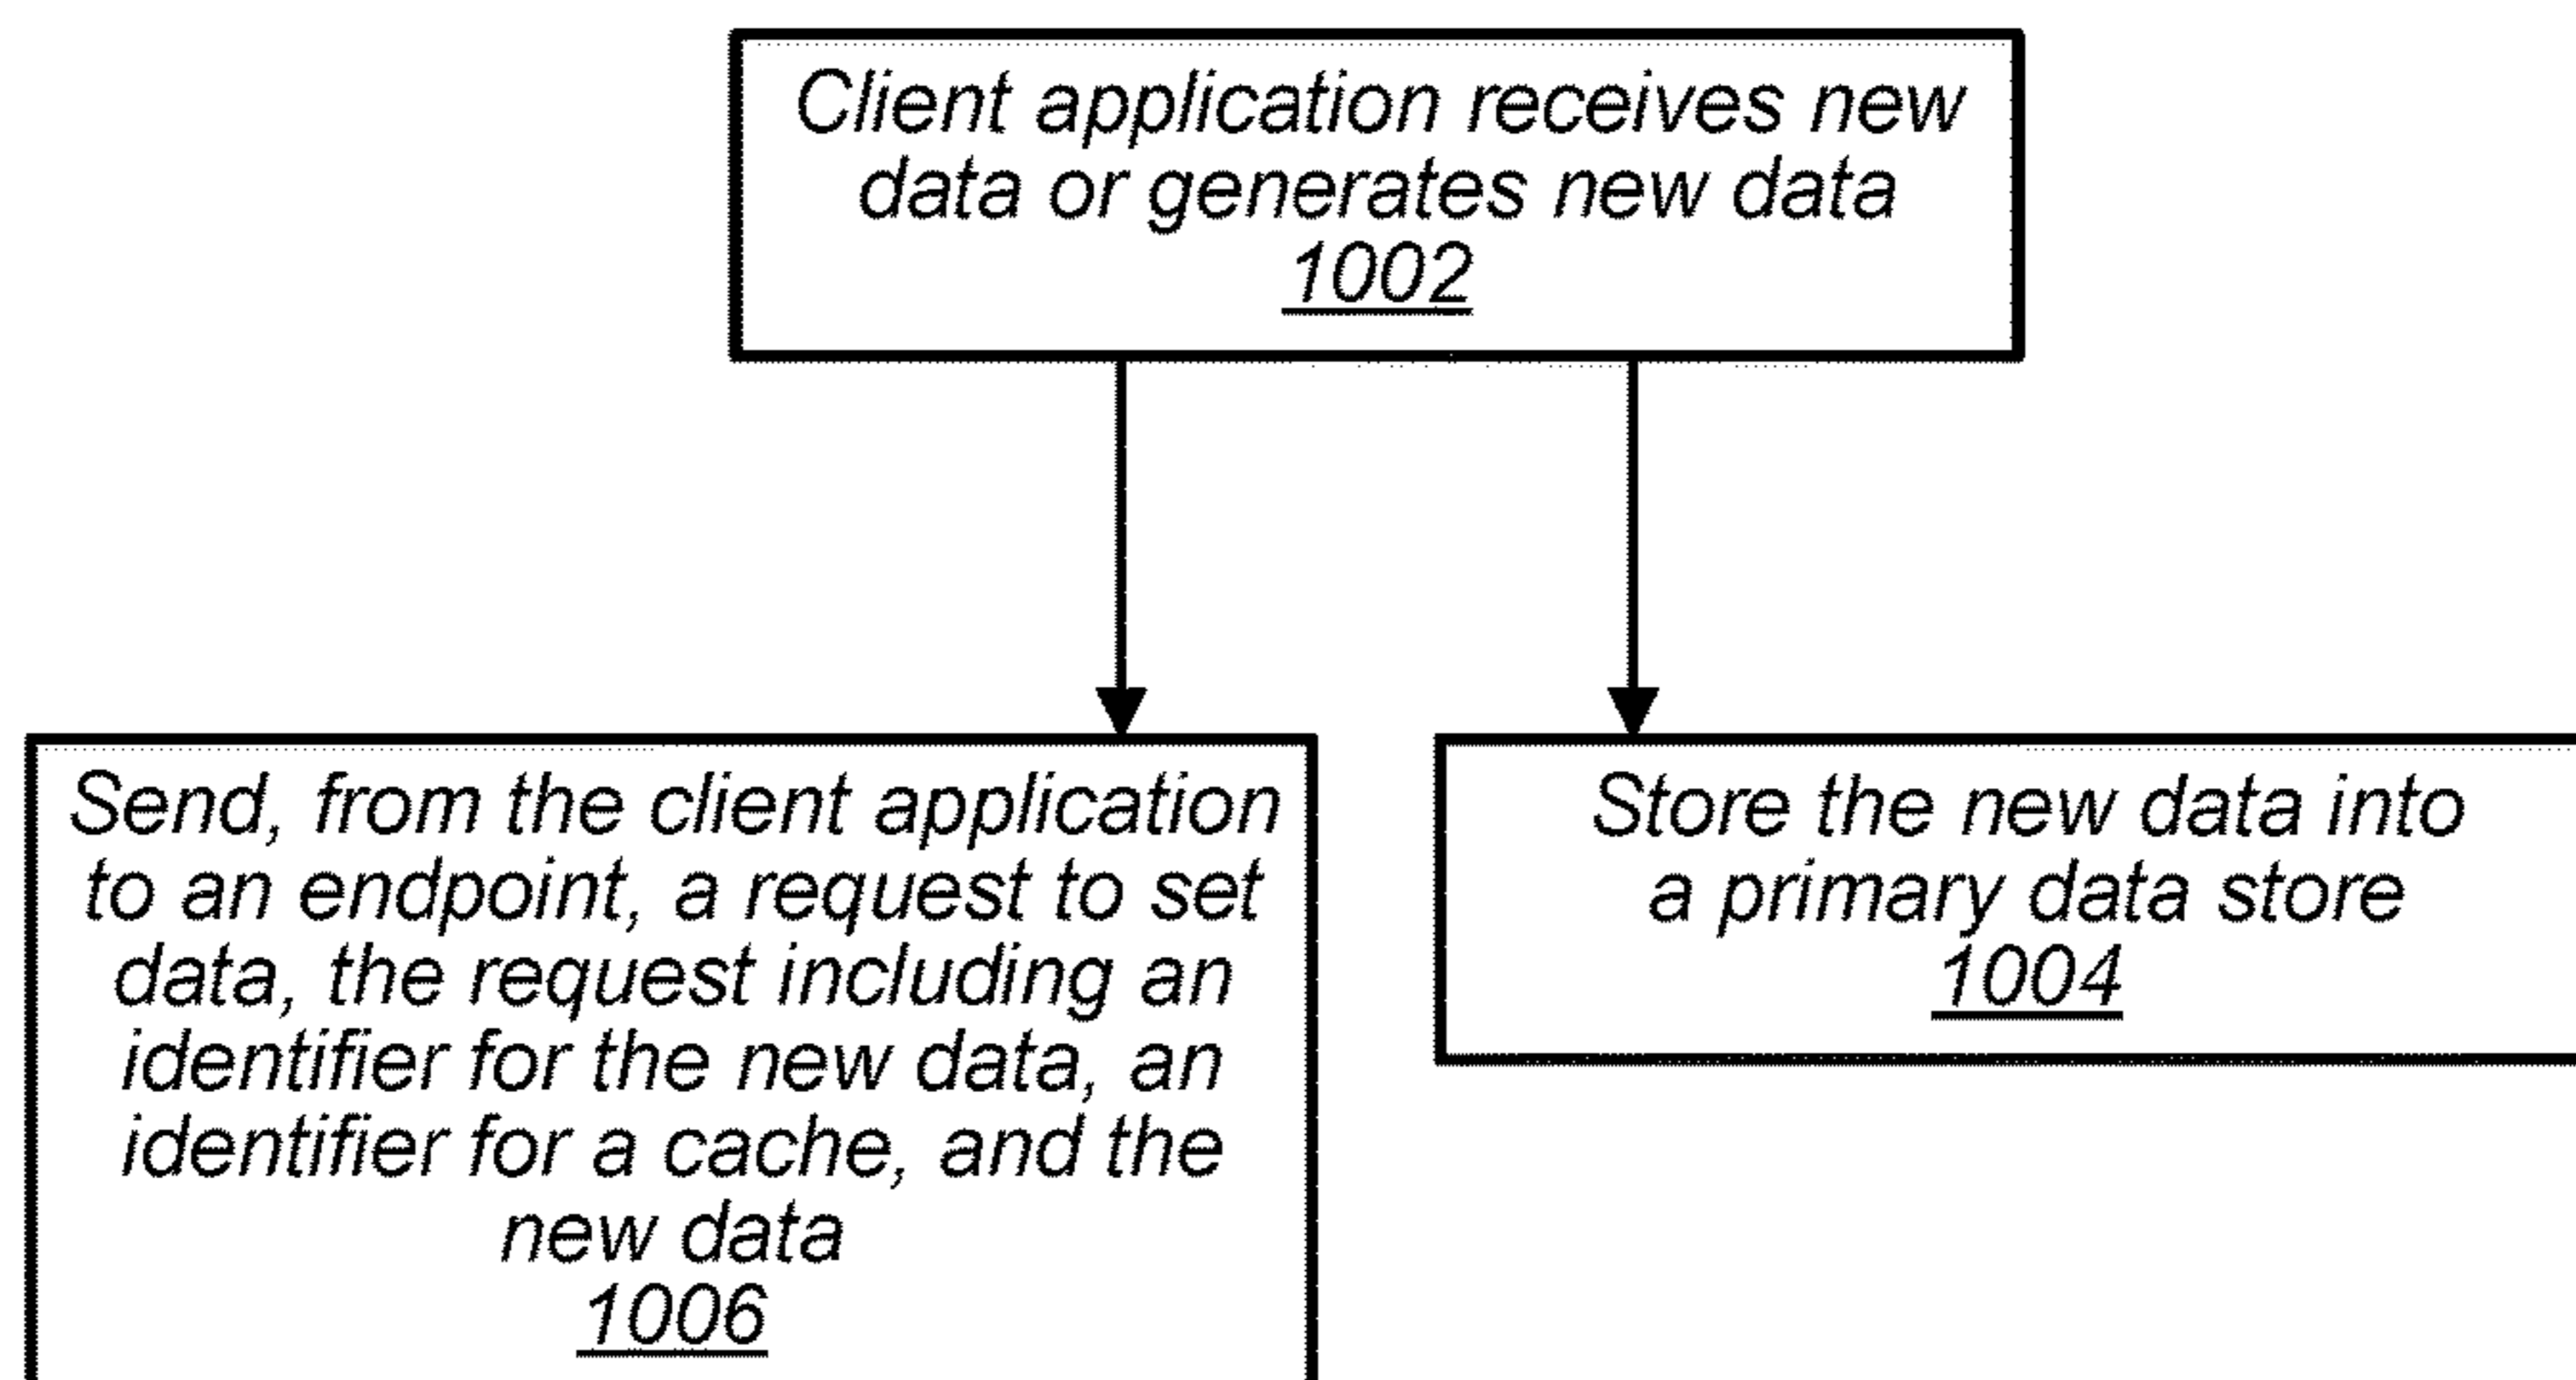 Client application receives new
data or generates new data
1002
Send, from the client application
to an endpoint, a request to set
data, the request including an
identifier for the new data, an
identifier for a cache, and the
new data
1006
Store the new data into
a primary data store
1004